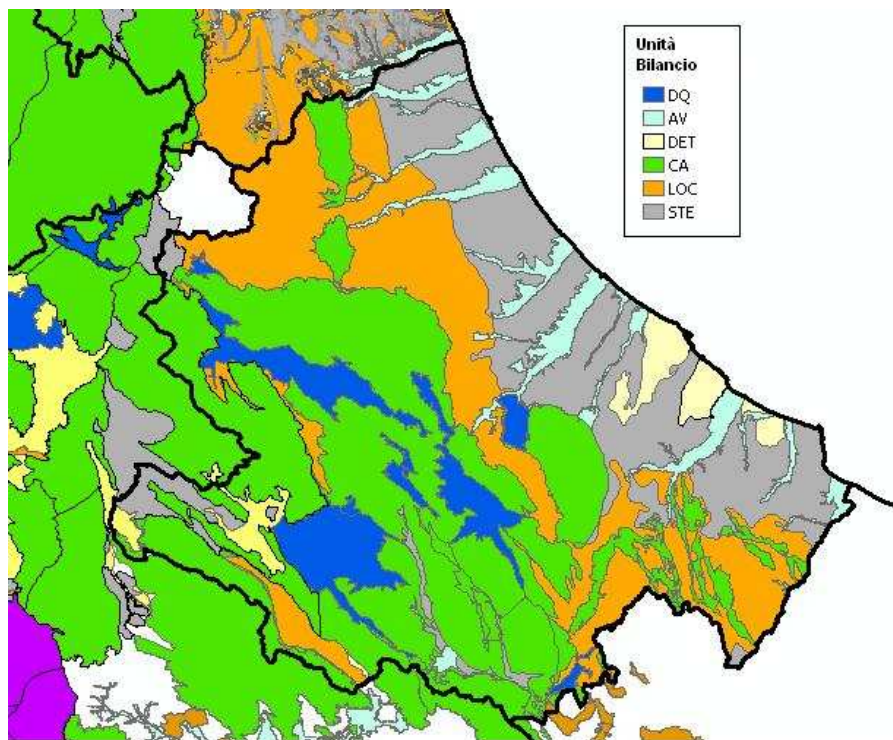 Unità
Bilancio
DQ
AV
DET
CA
LOC
STE